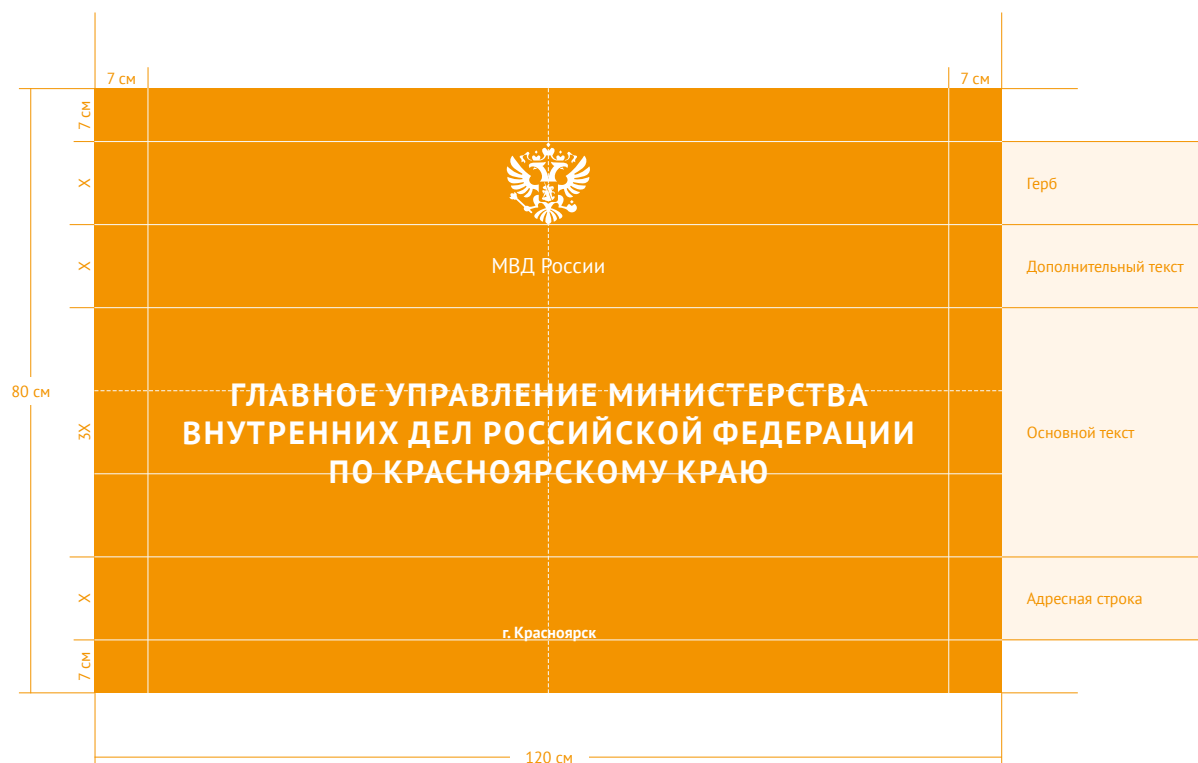 7 см
7 см
7 см
X
Герб
X
МВД России
Дополнительный текст
80 см
ГЛАВНОЕ УПРАВЛЕНИЕ МИНИСТЕРСТВА
ВНУТРЕННИХ ДЕЛ РОССИЙСКОЙ ФЕДЕРАЦИИ
ПО КРАСНОЯРСКОМУ КРАЮ
3X
Основной текст
X
Адресная строка
г. Красноярск
7 см
120 см